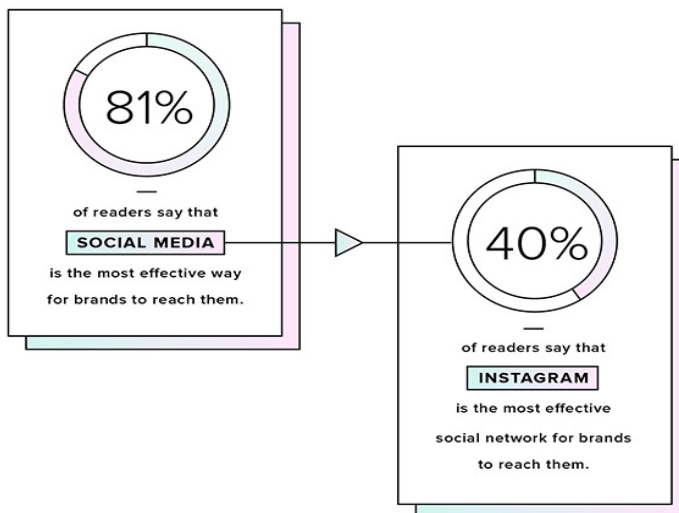 81%
of readers say that
SOCIAL MEDIA
is the most effective way
for brands to reach them.
40%
of readers say that
INSTAGRAM
is the most effective
social network for brands
to reach them.